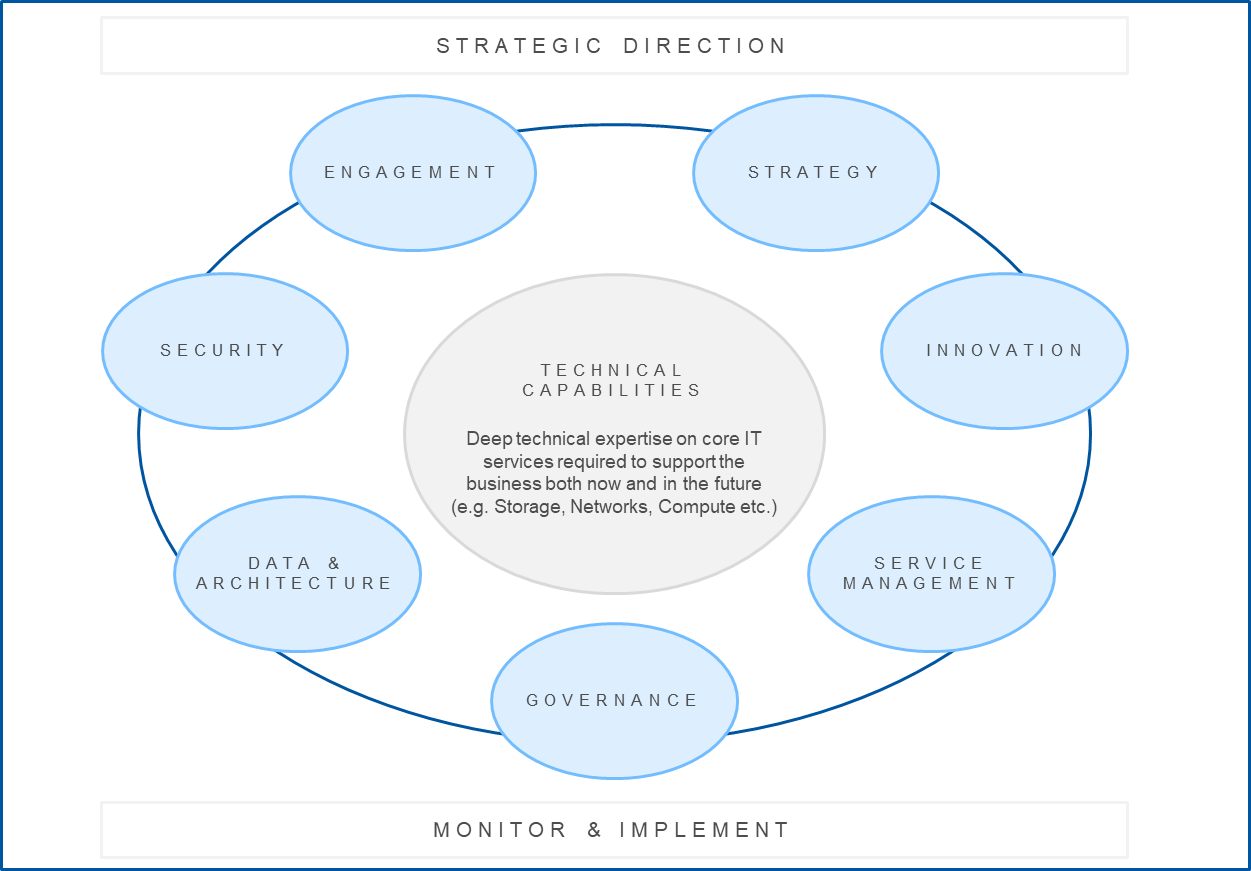 STRATEGIC DIRECTION
ENGAGEMENT
STRATEGY
SECURITY
INNOVATION
TECHNICAL
CAPABILITIES
Deep technical expertise on core IT
services required to support the
business both now and in the future
(e.g. Storage, Networks, Compute etc.)
DATA &
ARCHITECTURE
SERVICE
MANAGEMENT
GOVERNANCE
MONITOR & IMPLEMENT